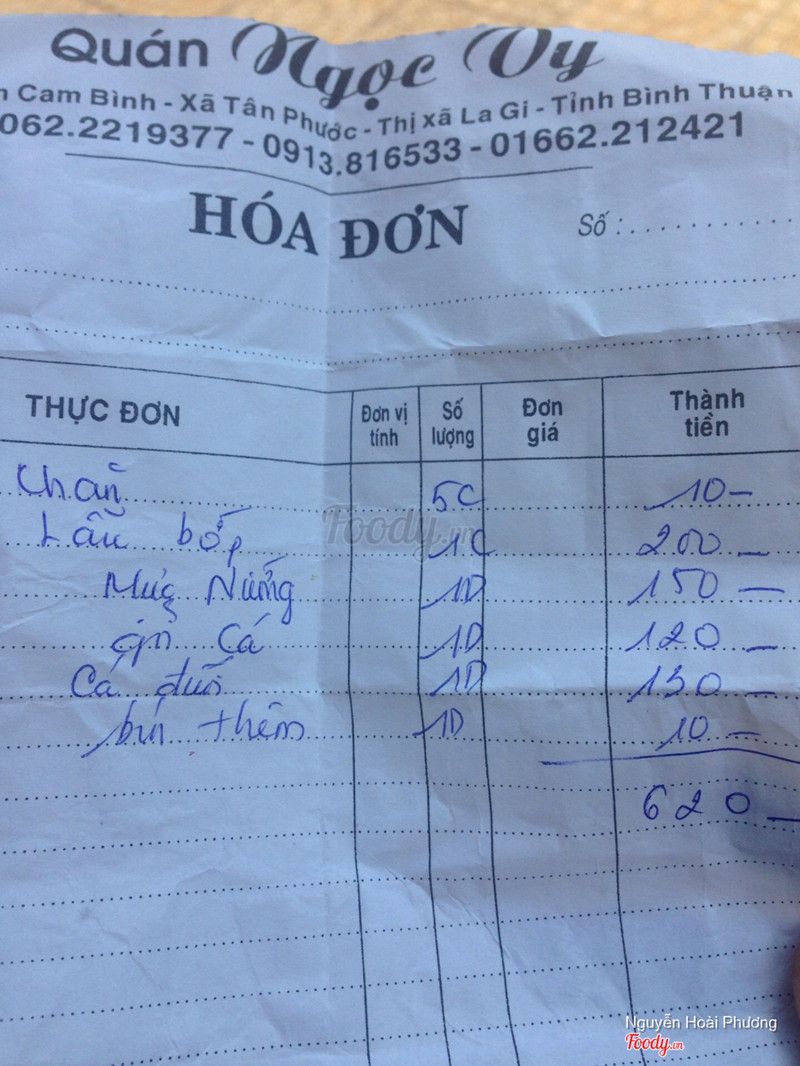 Quán Ngọc Vy
Cam Bình - Xã Tân Phước - Thị xã La Gi - Tỉnh Bình Thuận
062.2219377 - 0913.816533 - 01662.212421
HÓA ĐƠN Số :
THỰC ĐƠN Đơn vị tính Số lượng Đơn giá Thành tiền
5C 10
Lẩu bớp 1C 200
Mực Nướng 1D 150
Cá 1D 120
Cá đuối 1D 130
bún thêm 1D 10
620
Foody.vn
Nguyễn Hoài Phương
Foody.vn